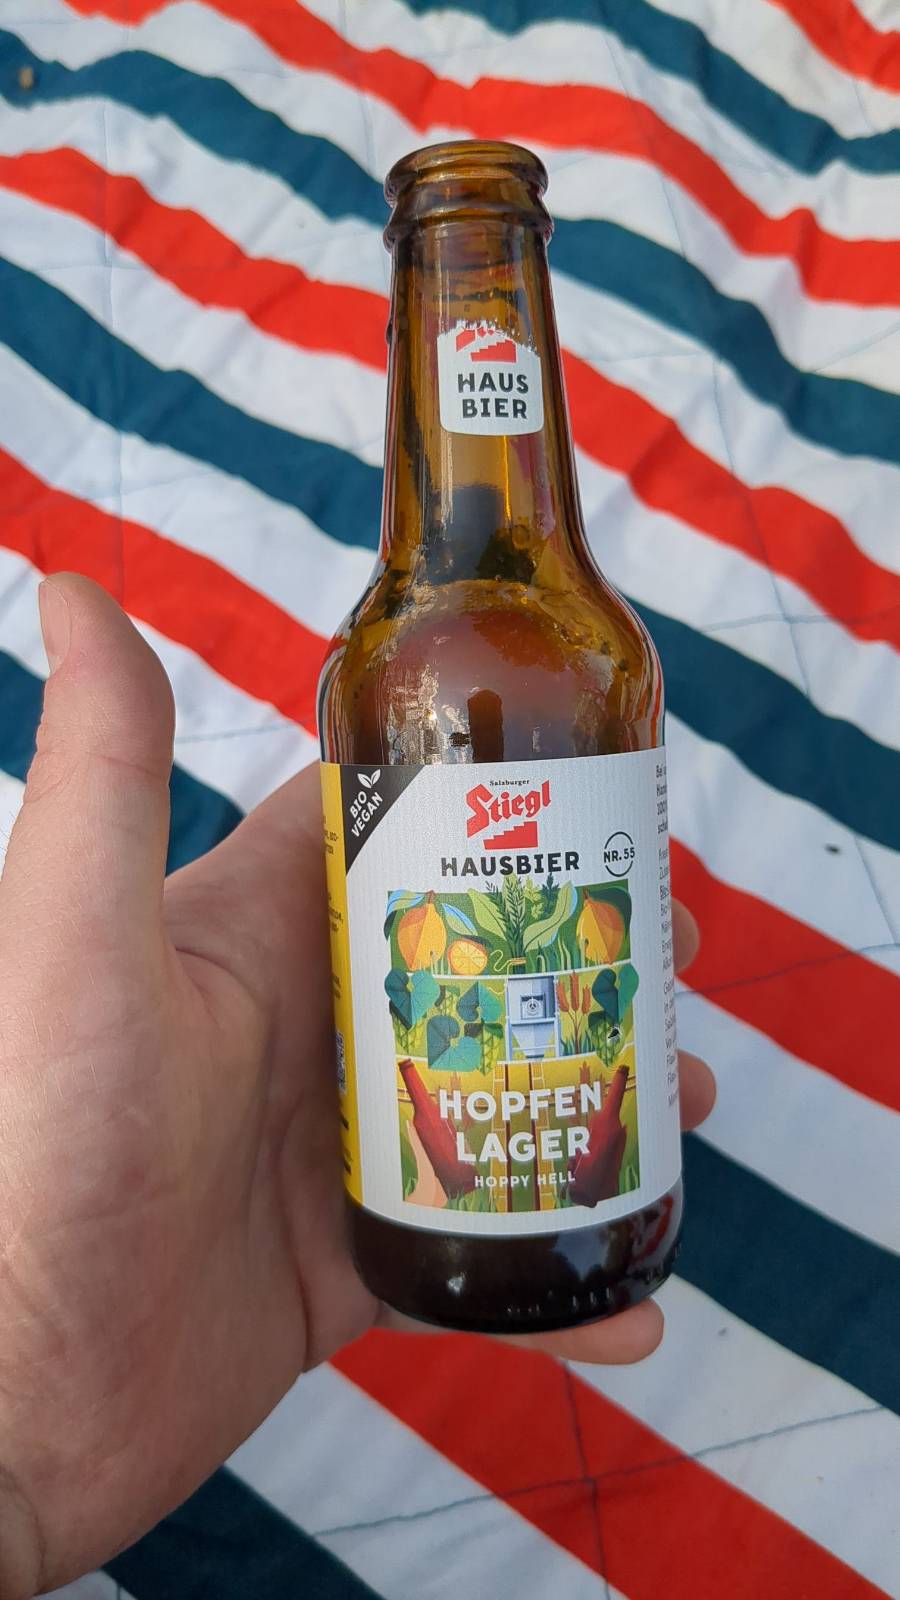 HAUS
BIER
BIO
VEGAN
Salzburger
Stiegl
HAUSBIER
NR.55
HOPFEN
LAGER
HOPPY HELL